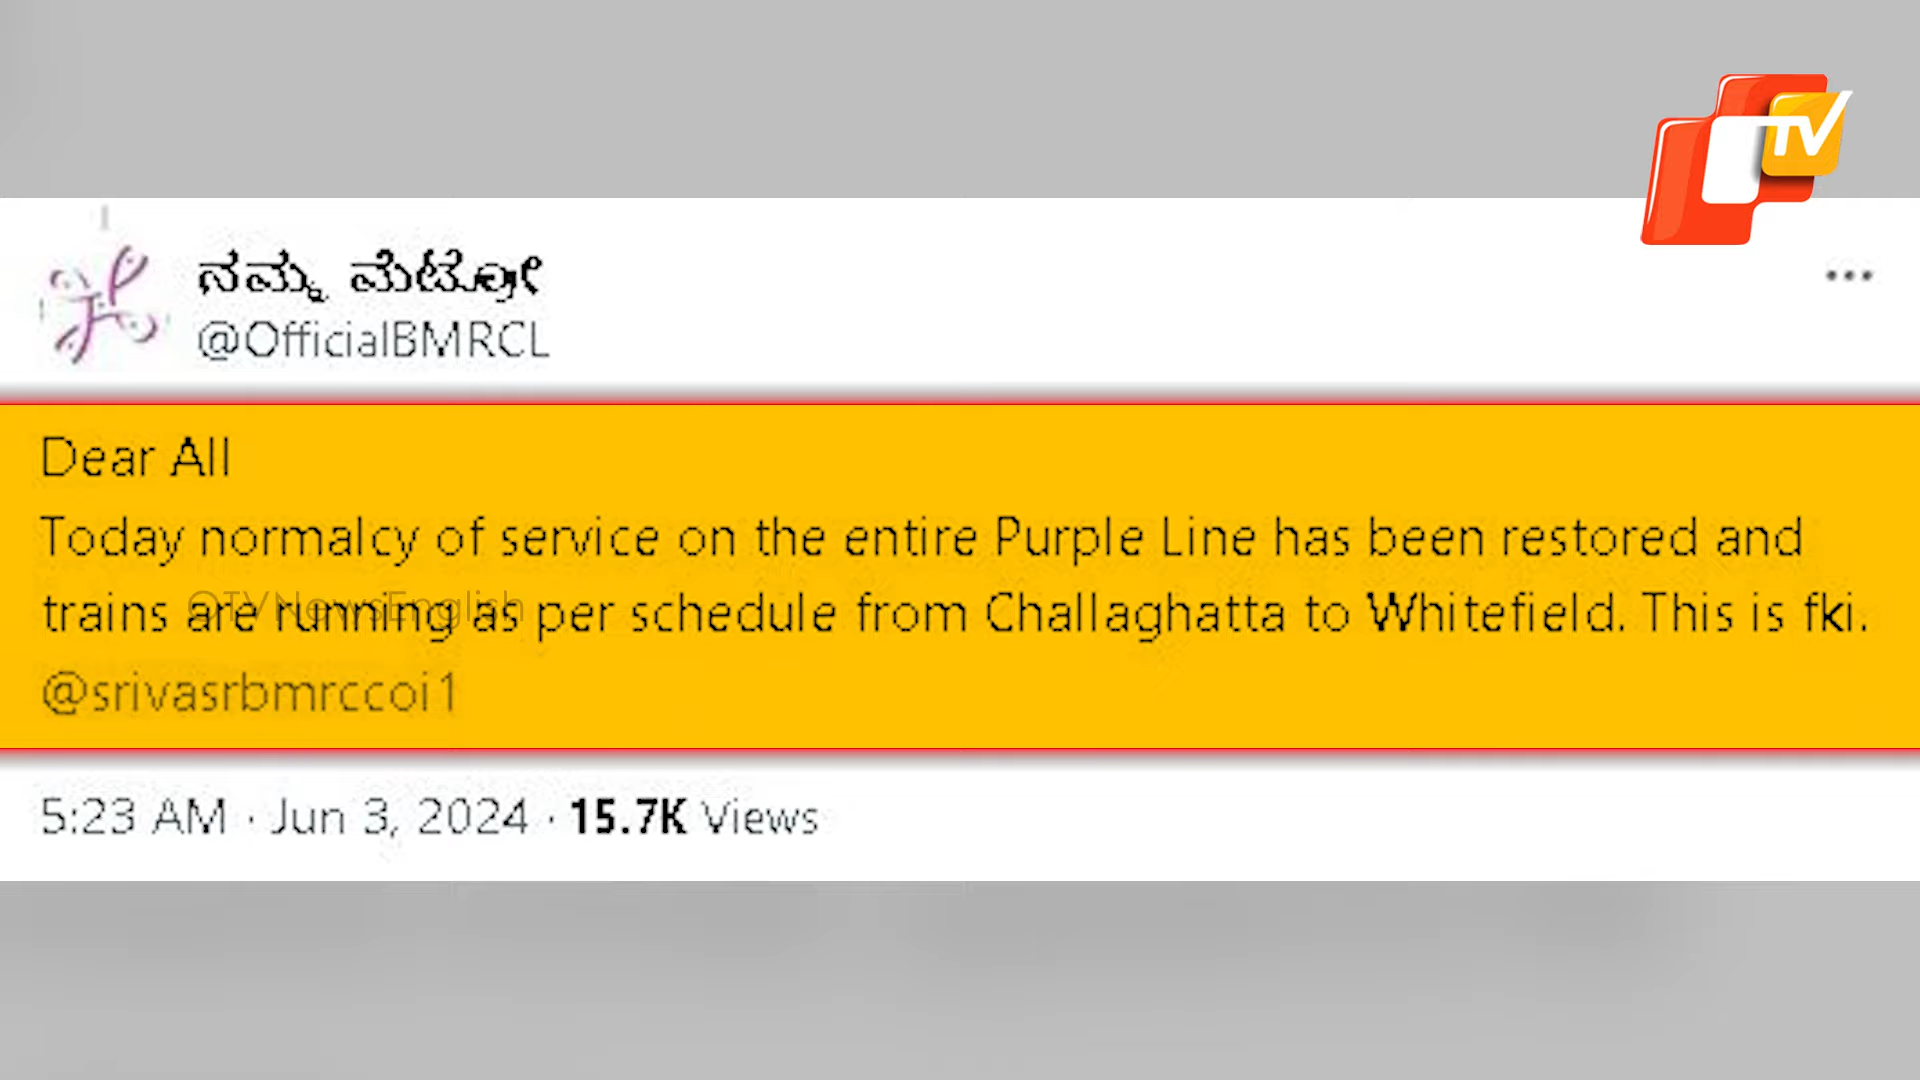 TV
ನಮ್ಮ ಮೆಟ್ರೋ
@OfficialBMRCL
Dear All
Today normalcy of service on the entire Purple Line has been restored and
trains are running as per schedule from Challaghatta to Whitefield. This is fki.
OTVNewsEnglish
@srivasrbmrccoi1
5:23 AM · Jun 3, 2024 · 15.7K Views